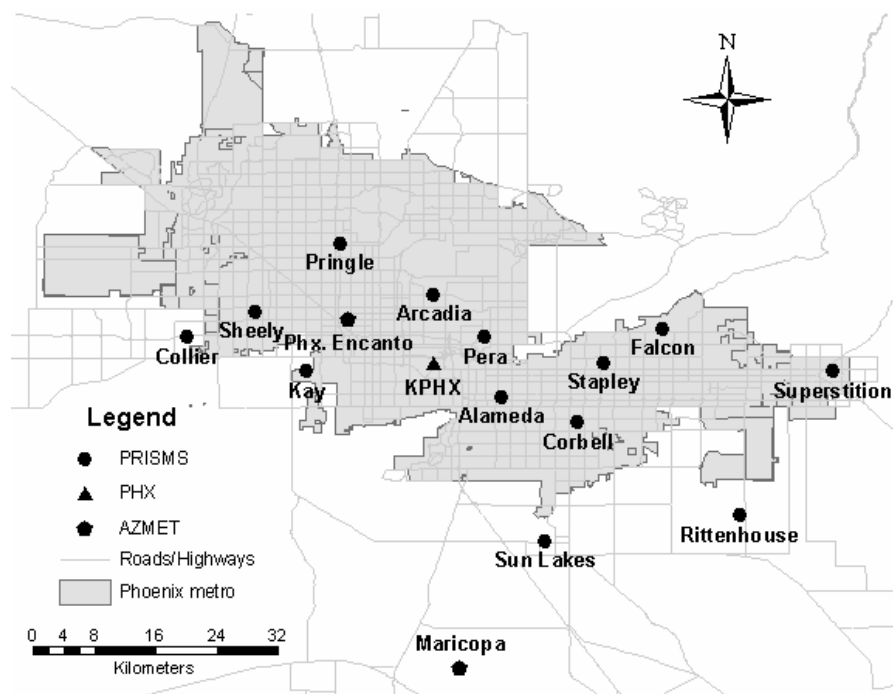 N
Pringle
Arcadia
Sheely
Phx. Encanto
Collier
Pera
Falcon
Kay
KPHX
Stapley
Superstition
Alameda
Corbell
Legend
PRISMS
PHX
AZMET
Roads/Highways
Phoenix metro
Rittenhouse
Sun Lakes
Maricopa
0 4 8 16 24 32
Kilometers